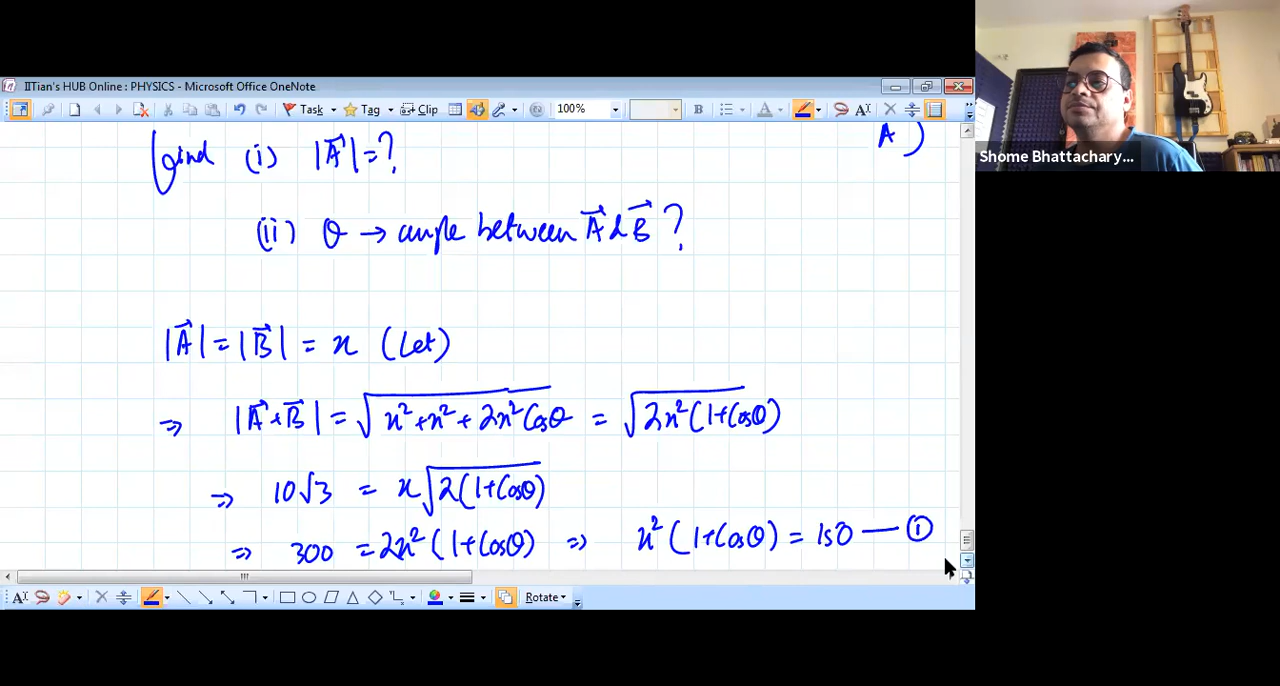 IITian's HUB Online : PHYSICS - Microsoft Office OneNote
Task Tag Clip 100% B A
find (i) |A⃗| = ?
A )
Shome Bhattachary...
(ii) θ → angle between A⃗ & B⃗ ?
|A⃗| = |B⃗| = x (Let)
⇒ |A⃗ + B⃗| = √(x² + x² + 2x² Cosθ) = √(2x² (1+Cosθ))
⇒ 10√3 = x√(2(1+Cosθ))
⇒ 300 = 2x² (1+Cosθ) ⇒ x² (1+Cosθ) = 150 — ①
Rotate